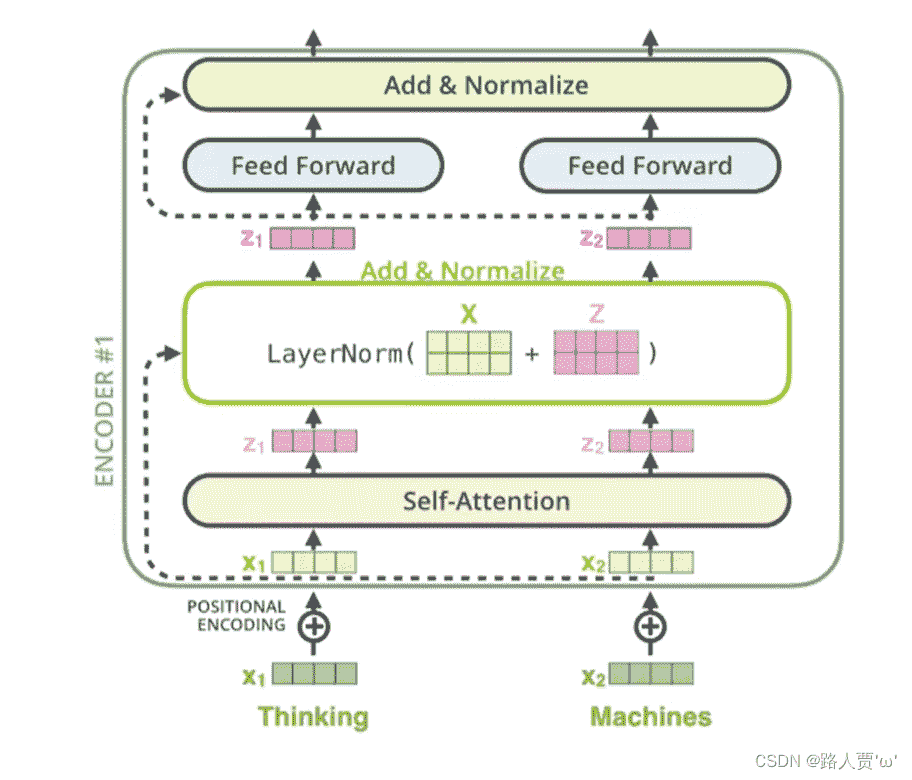 Add & Normalize
Feed Forward
Feed Forward
z1
z2
Add & Normalize
X
Z
LayerNorm( + )
ENCODER #1
z1
z2
Self-Attention
x1
x2
POSITIONAL
ENCODING
x1
x2
Thinking
Machines
CSDN @路人贾'ω'